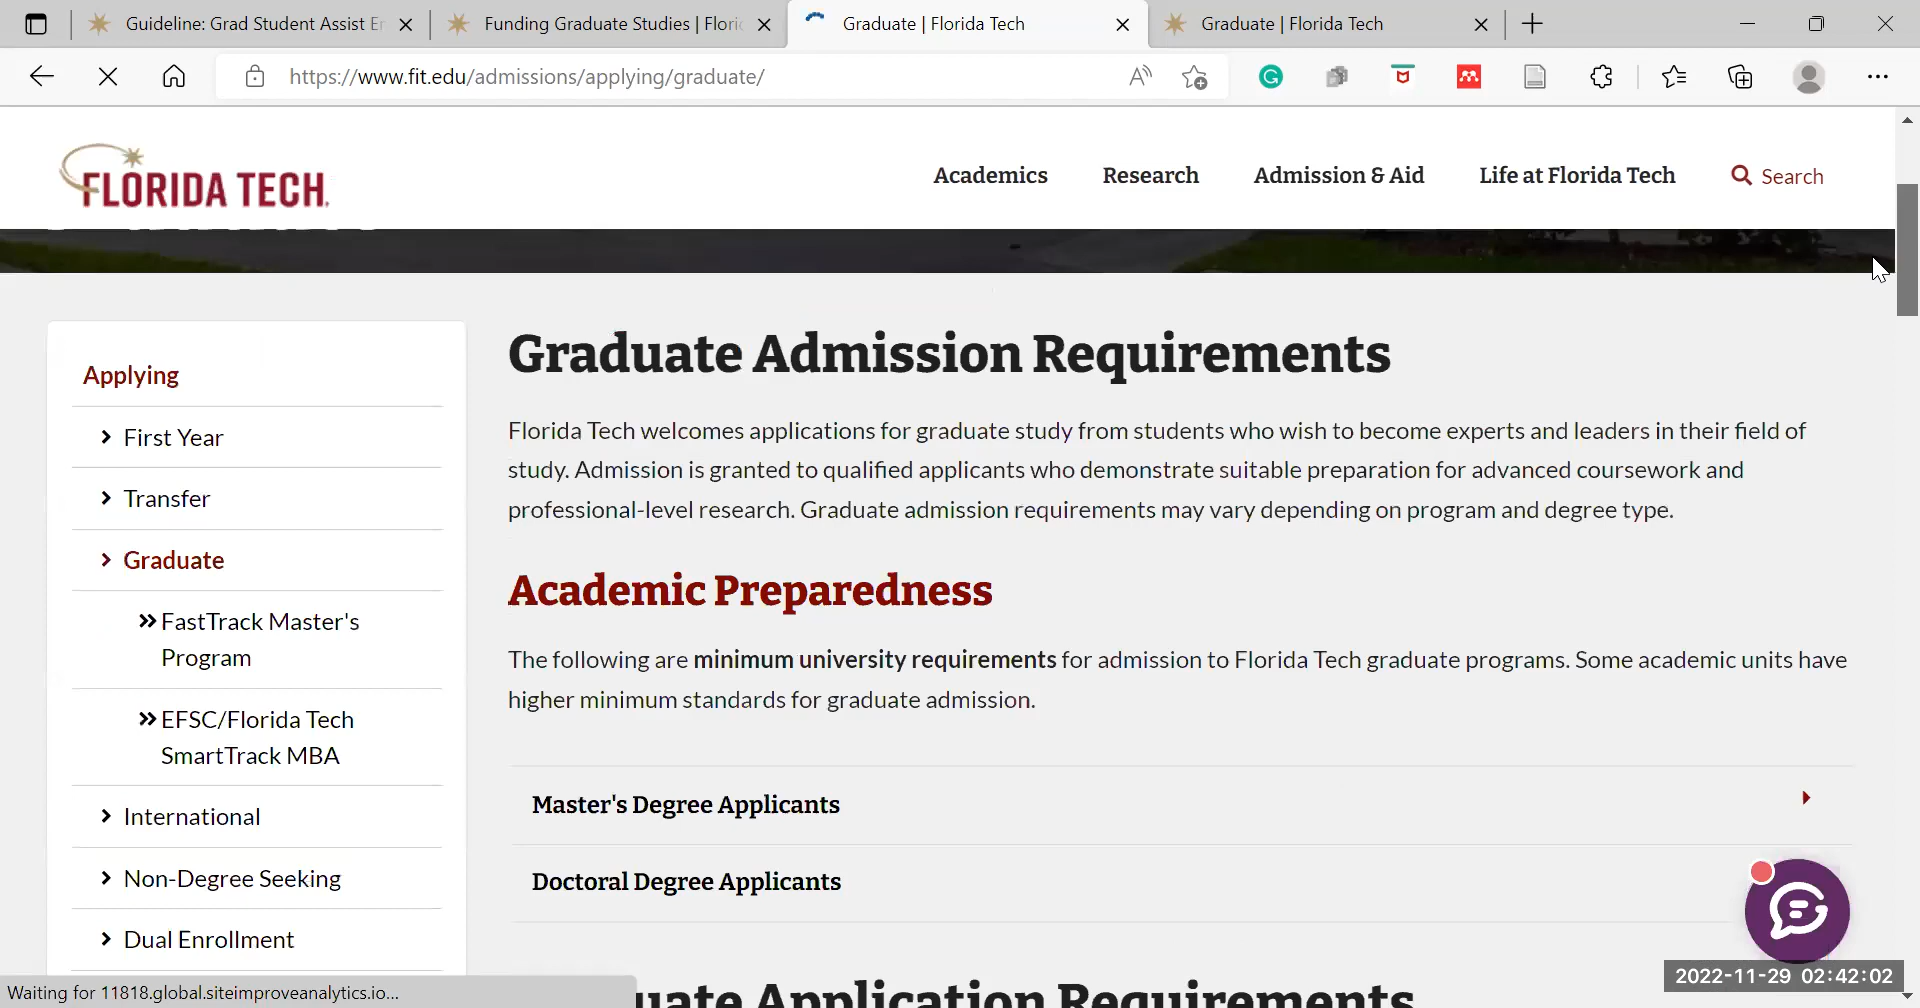 Guideline: Grad Student Assist
Funding Graduate Studies | Flori
Graduate | Florida Tech
Graduate | Florida Tech
https://www.fit.edu/admissions/applying/graduate/
FLORIDA TECH.
Academics
Research
Admission & Aid
Life at Florida Tech
Search
Applying
First Year
Transfer
Graduate
FastTrack Master's
Program
EFSC/Florida Tech
SmartTrack MBA
International
Non-Degree Seeking
Dual Enrollment
Graduate Admission Requirements
Florida Tech welcomes applications for graduate study from students who wish to become experts and leaders in their field of
study. Admission is granted to qualified applicants who demonstrate suitable preparation for advanced coursework and
professional-level research. Graduate admission requirements may vary depending on program and degree type.
Academic Preparedness
The following are minimum university requirements for admission to Florida Tech graduate programs. Some academic units have
higher minimum standards for graduate admission.
Master's Degree Applicants
Doctoral Degree Applicants
uate Application Requirements
Waiting for 11818.global.siteimproveanalytics.io...
2022-11-29 02:42:02